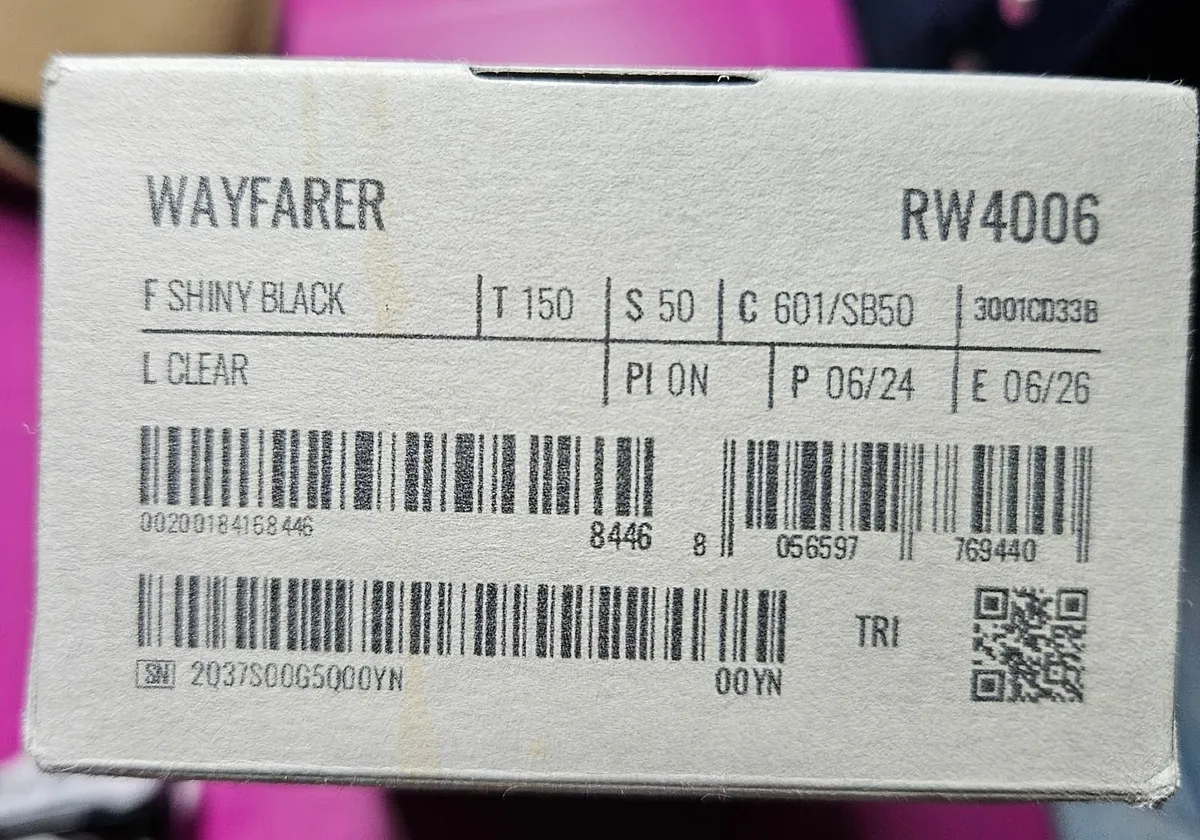 WAYFARER RW4006
F SHINY BLACK T 150 S 50 C 601/SB50 3001CD33B
L CLEAR PI ON P 06/24 E 06/26
00200184168446 8446 8 056597 769440
TRI
SN 2Q37S00G5Q00YN 00YN